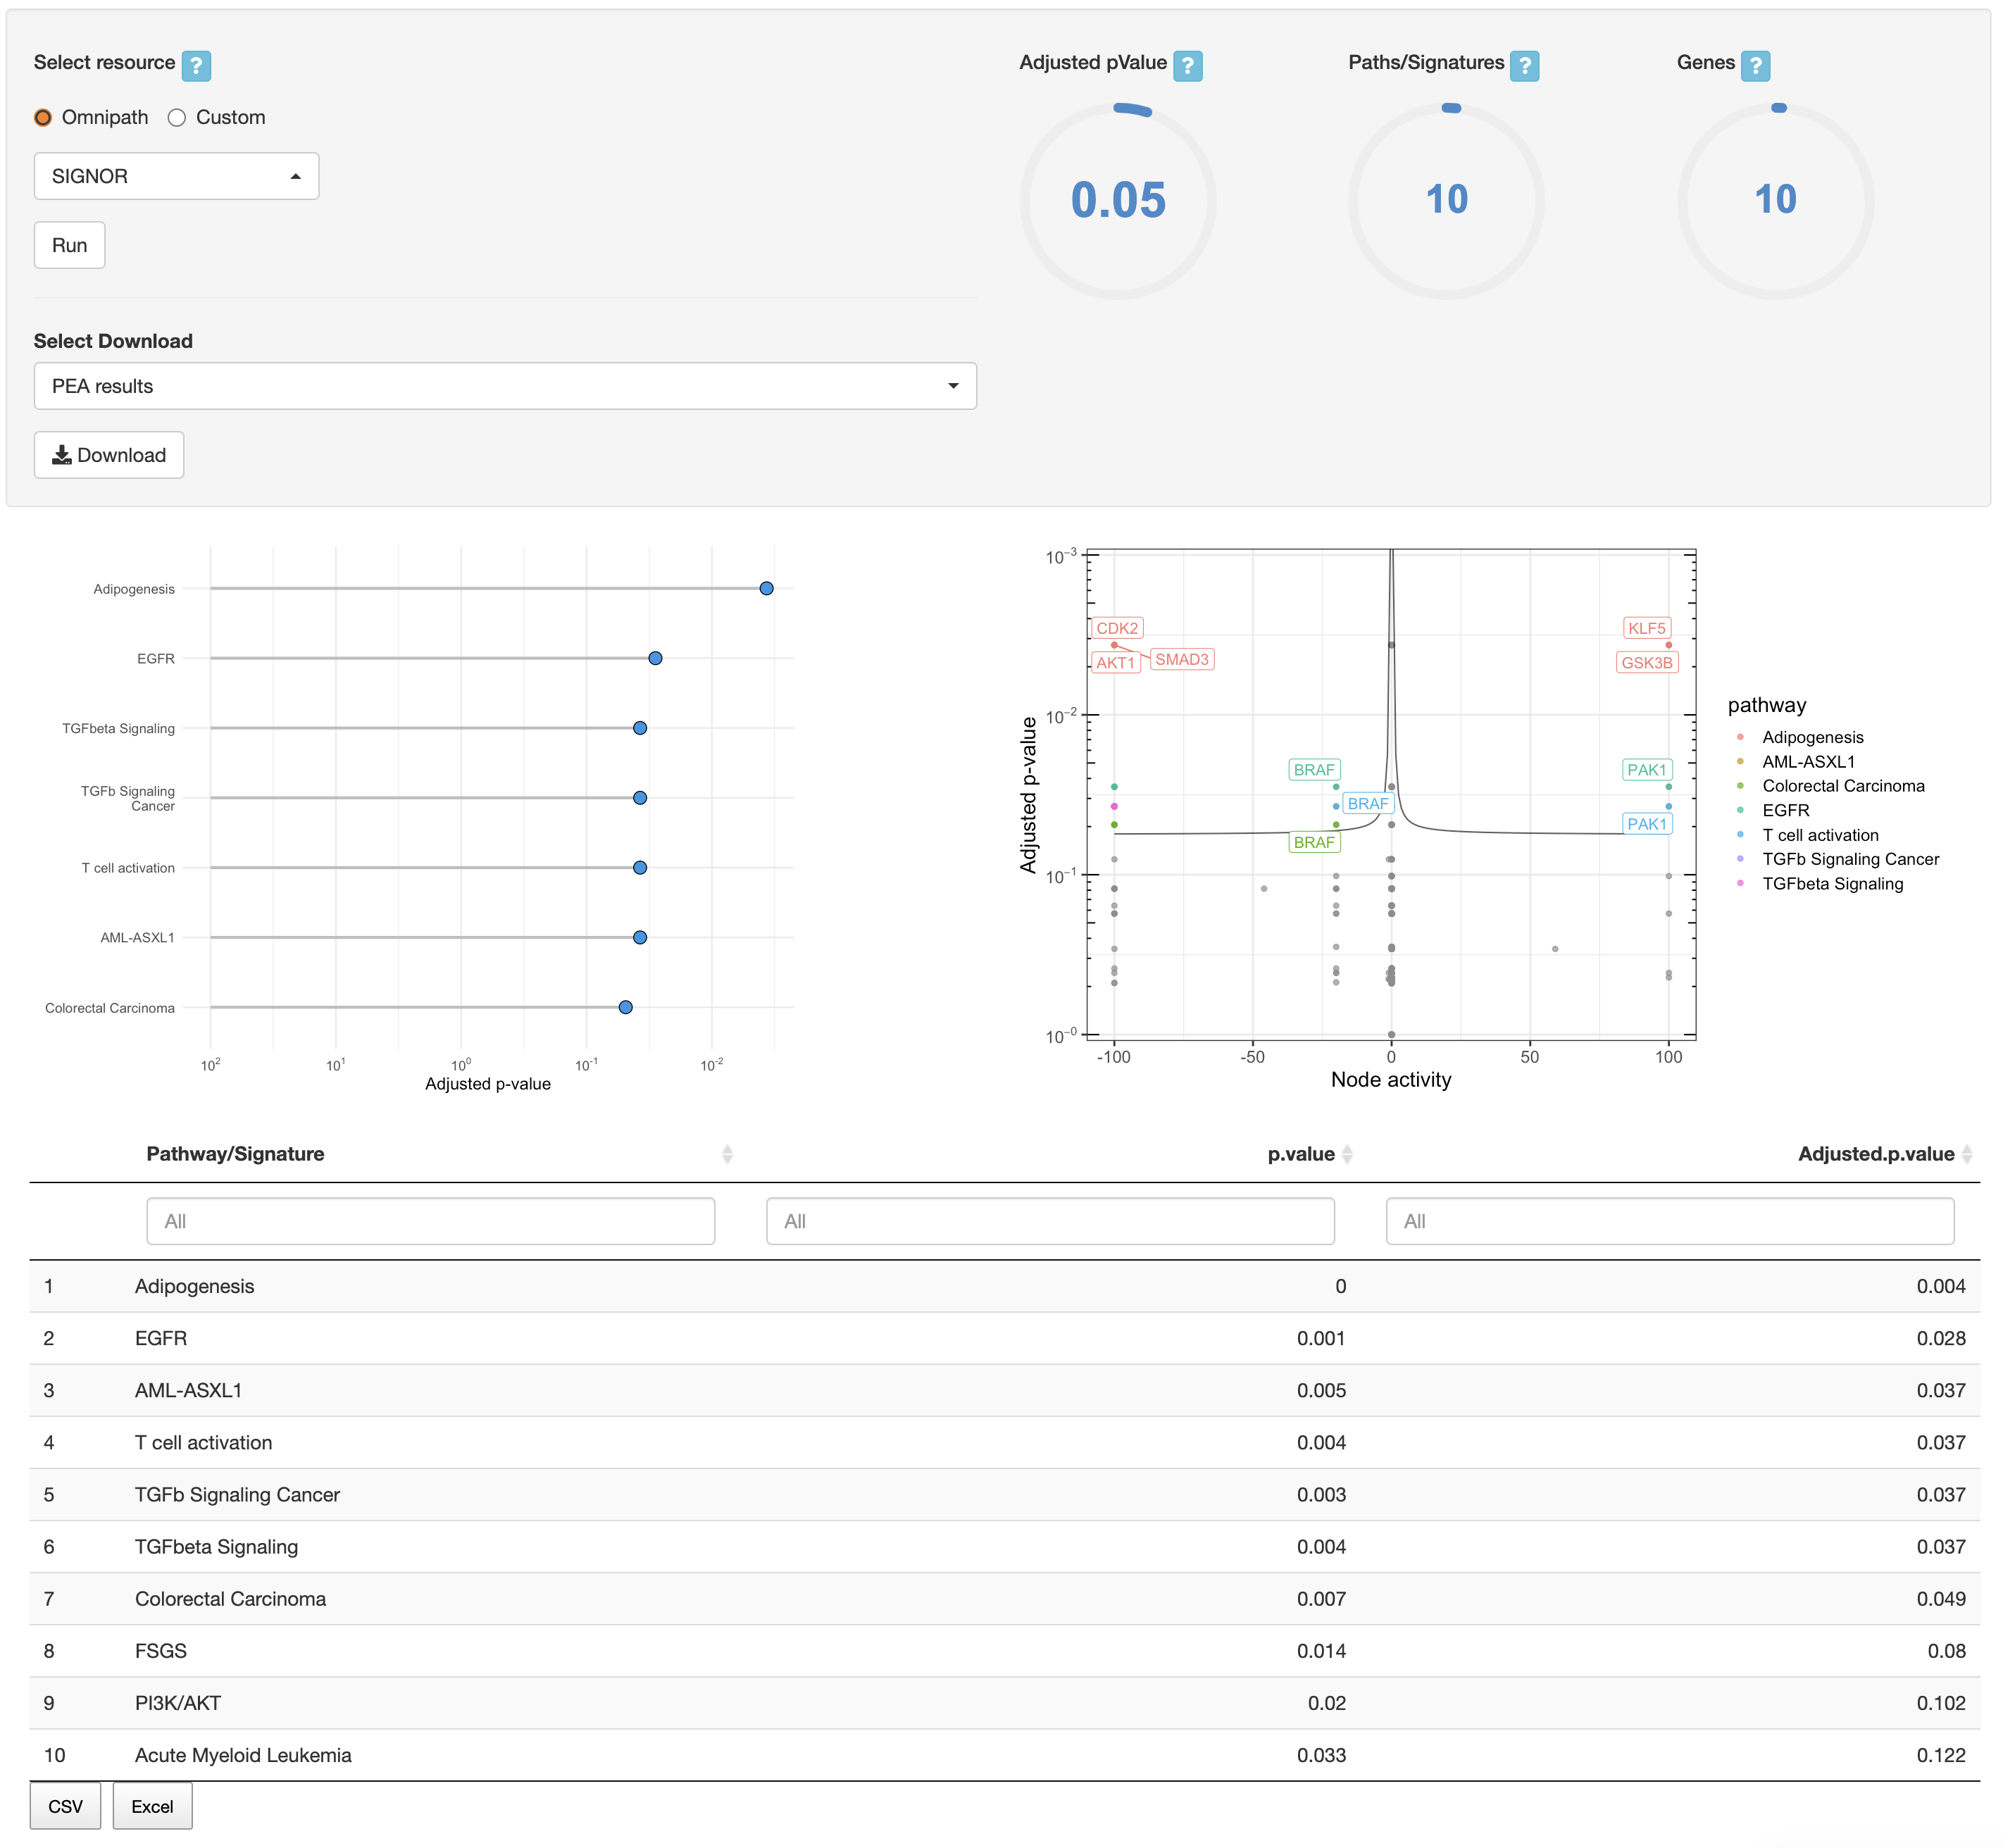 Select resource ?
Adjusted pValue ?
Paths/Signatures ?
Genes ?
Omnipath
Custom
SIGNOR
Run
0.05
10
10
Select Download
PEA results
Download
Adipogenesis
EGFR
TGFbeta Signaling
TGFb Signaling
Cancer
T cell activation
AML-ASXL1
Colorectal Carcinoma
10²
10¹
10⁰
10⁻¹
10⁻²
Adjusted p-value
Adjusted p-value
10⁻³
10⁻²
10⁻¹
10⁻⁰
CDK2
AKT1
SMAD3
KLF5
GSK3B
BRAF
PAK1
BRAF
PAK1
BRAF
-100
-50
0
50
100
Node activity
pathway
Adipogenesis
AML-ASXL1
Colorectal Carcinoma
EGFR
T cell activation
TGFb Signaling Cancer
TGFbeta Signaling
Pathway/Signature p.value Adjusted.p.value
All All All
1 Adipogenesis 0 0.004
2 EGFR 0.001 0.028
3 AML-ASXL1 0.005 0.037
4 T cell activation 0.004 0.037
5 TGFb Signaling Cancer 0.003 0.037
6 TGFbeta Signaling 0.004 0.037
7 Colorectal Carcinoma 0.007 0.049
8 FSGS 0.014 0.08
9 PI3K/AKT 0.02 0.102
10 Acute Myeloid Leukemia 0.033 0.122
CSV
Excel